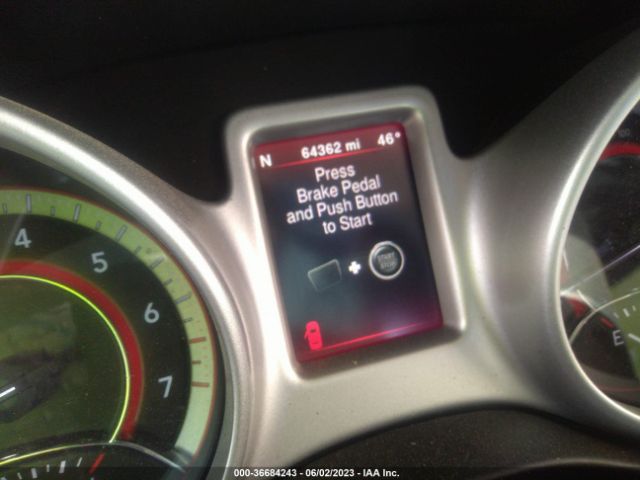 N 64362 mi 46°
Press
Brake Pedal
and Push Button
to Start
START
STOP
4
5
6
7
E
000-36684243 | 06/02/2023 - IAA Inc.